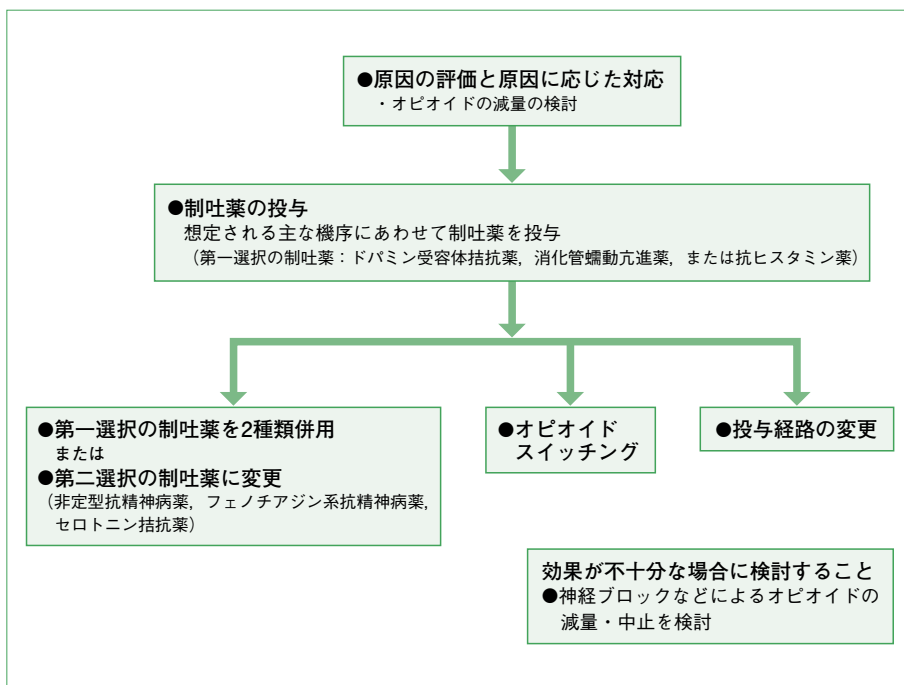 ●原因の評価と原因に応じた対応
・オピオイドの減量の検討
●制吐薬の投与
想定される主な機序にあわせて制吐薬を投与
（第一選択の制吐薬：ドパミン受容体拮抗薬，消化管蠕動亢進薬，または抗ヒスタミン薬）
●第一選択の制吐薬を2種類併用
または
●第二選択の制吐薬に変更
（非定型抗精神病薬，フェノチアジン系抗精神病薬，
セロトニン拮抗薬）
●オピオイド
スイッチング
●投与経路の変更
効果が不十分な場合に検討すること
●神経ブロックなどによるオピオイドの
減量・中止を検討